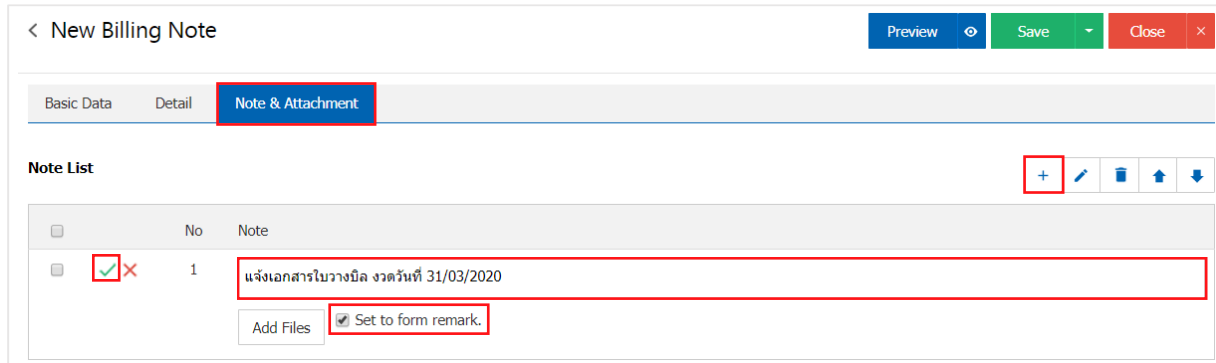 New Billing Note
Preview
Save
Close
Basic Data
Detail
Note & Attachment
Note List
No
Note
1
แจ้งเอกสารใบวางบิล งวดวันที่ 31/03/2020
Add Files
Set to form remark.